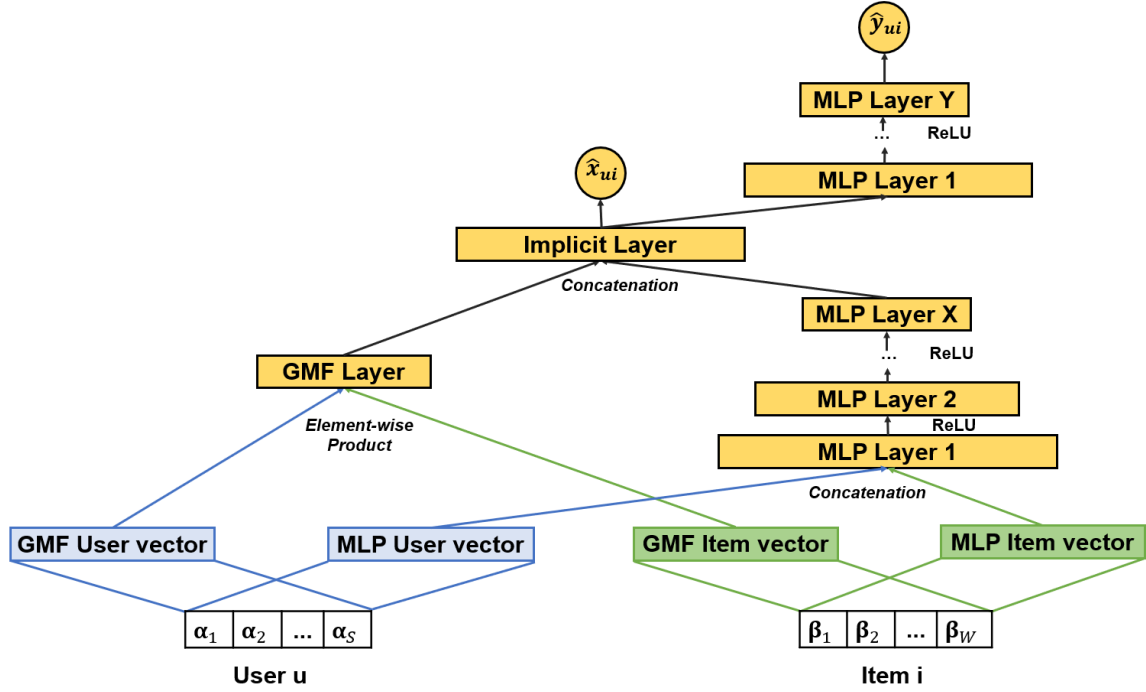 ŷui
MLP Layer Y
... ReLU
x̂ui
MLP Layer 1
Implicit Layer
Concatenation
MLP Layer X
... ReLU
GMF Layer
MLP Layer 2
Element-wise
Product
ReLU
MLP Layer 1
Concatenation
GMF User vector
MLP User vector
GMF Item vector
MLP Item vector
α1 α2 ... αS
β1 β2 ... βW
User u
Item i